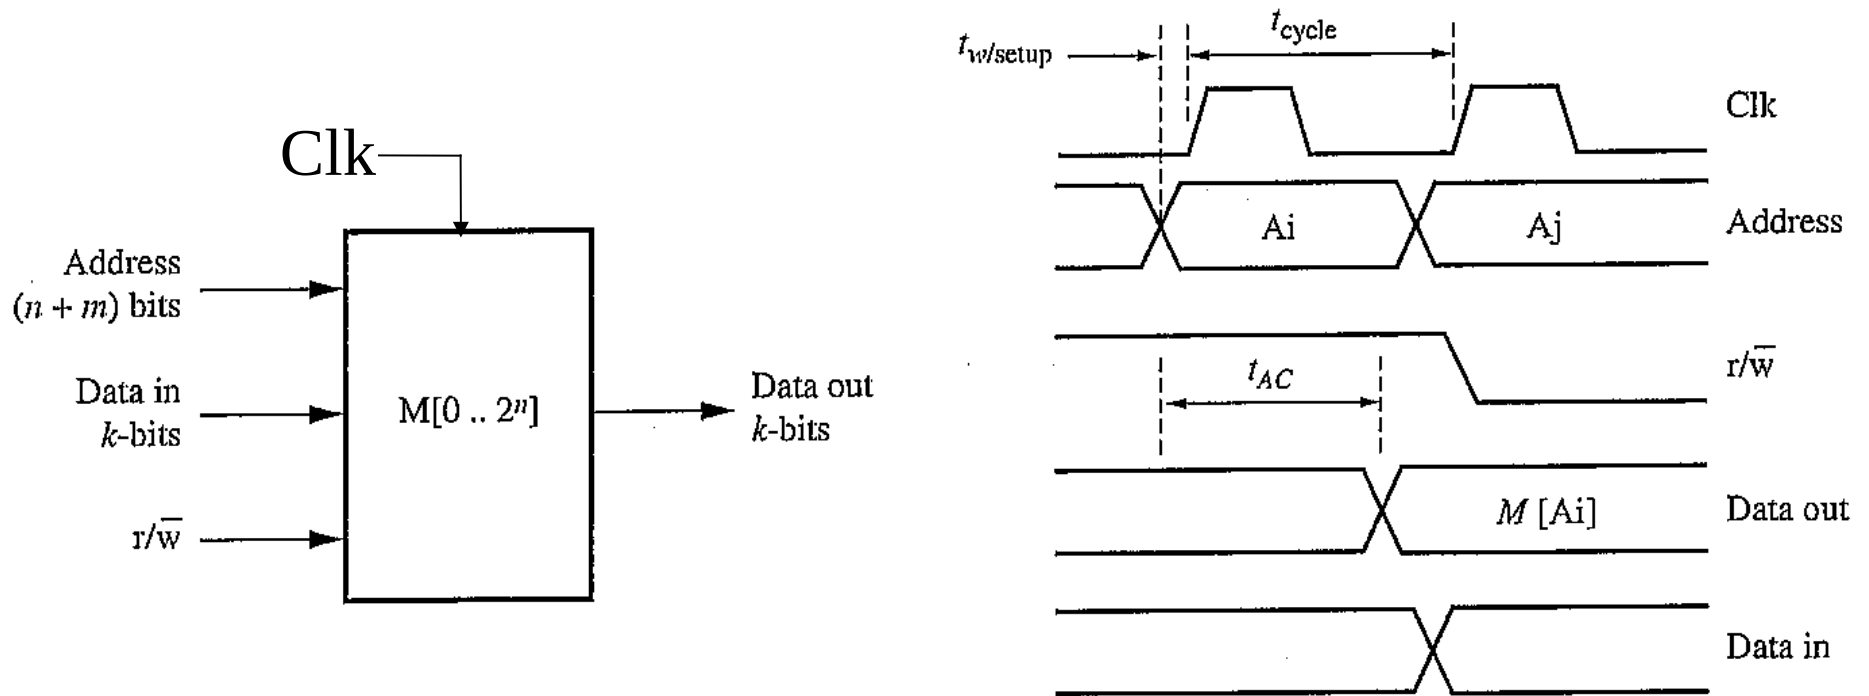 Clk
Address
(n + m) bits
Data in
k-bits
r/w̅
M[0 .. 2ⁿ]
Data out
k-bits
t_w/setup
t_cycle
Clk
Ai
Aj
Address
r/w̅
t_AC
M [Ai]
Data out
Data in